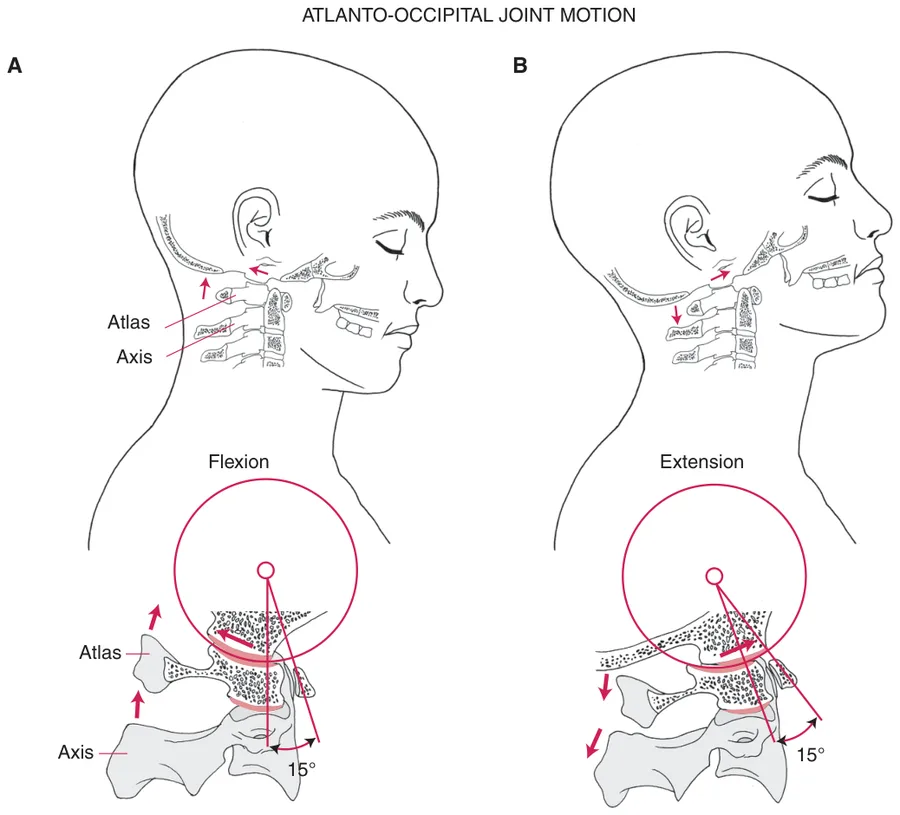 ATLANTO-OCCIPITAL JOINT MOTION
A
B
Atlas
Axis
Flexion
Extension
Atlas
Axis
15°
15°